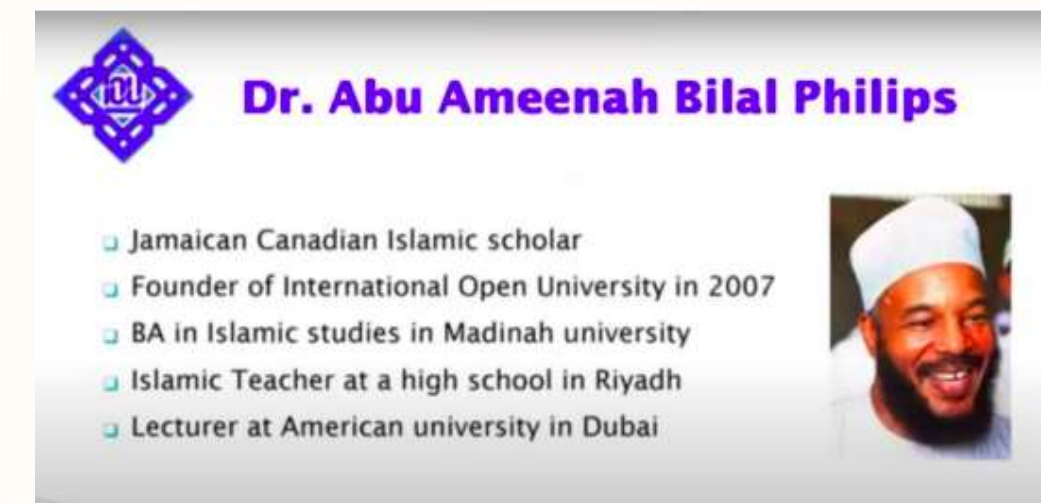 Dr. Abu Ameenah Bilal Philips
Jamaican Canadian Islamic scholar
Founder of International Open University in 2007
BA in Islamic studies in Madinah university
Islamic Teacher at a high school in Riyadh
Lecturer at American university in Dubai